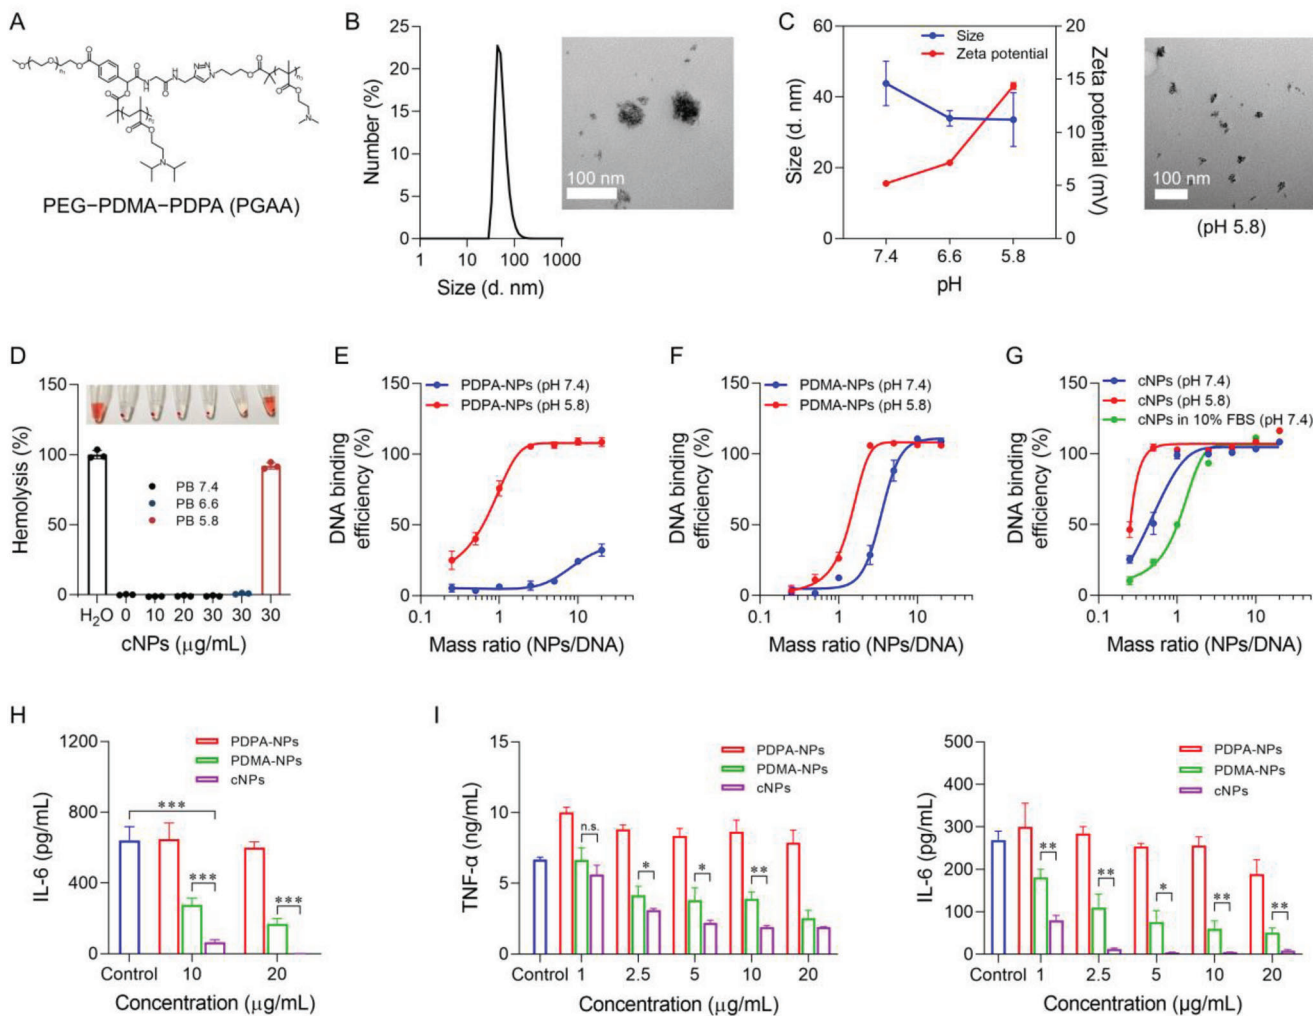 A
PEG−PDMA−PDPA (PGAA)
B
Number (%)
25
20
15
10
5
0
1 10 100 1000
Size (d. nm)
100 nm
C
Size
Zeta potential
Size (d. nm)
60
40
20
0
7.4 6.6 5.8
pH
20
15
10
5
0
Zeta potential (mV)
100 nm
(pH 5.8)
D
Hemolysis (%)
150
100
50
0
PB 7.4
PB 6.6
PB 5.8
H2O 0 10 20 30 30 30
cNPs (μg/mL)
E
PDPA-NPs (pH 7.4)
PDPA-NPs (pH 5.8)
DNA binding
efficiency (%)
150
100
50
0
0.1 1 10
Mass ratio (NPs/DNA)
F
PDMA-NPs (pH 7.4)
PDMA-NPs (pH 5.8)
DNA binding
efficiency (%)
150
100
50
0
0.1 1 10
Mass ratio (NPs/DNA)
G
cNPs (pH 7.4)
cNPs (pH 5.8)
cNPs in 10% FBS (pH 7.4)
DNA binding
efficiency (%)
150
100
50
0
0.1 1 10
Mass ratio (NPs/DNA)
H
IL-6 (pg/mL)
1200
800
400
0
PDPA-NPs
PDMA-NPs
cNPs
***
***
***
Control 10 20
Concentration (μg/mL)
I
TNF-α (ng/mL)
15
10
5
0
PDPA-NPs
PDMA-NPs
cNPs
n.s.
*
*
**
Control 1 2.5 5 10 20
Concentration (μg/mL)
IL-6 (pg/mL)
500
400
300
200
100
0
PDPA-NPs
PDMA-NPs
cNPs
**
**
*
**
**
Control 1 2.5 5 10 20
Concentration (μg/mL)